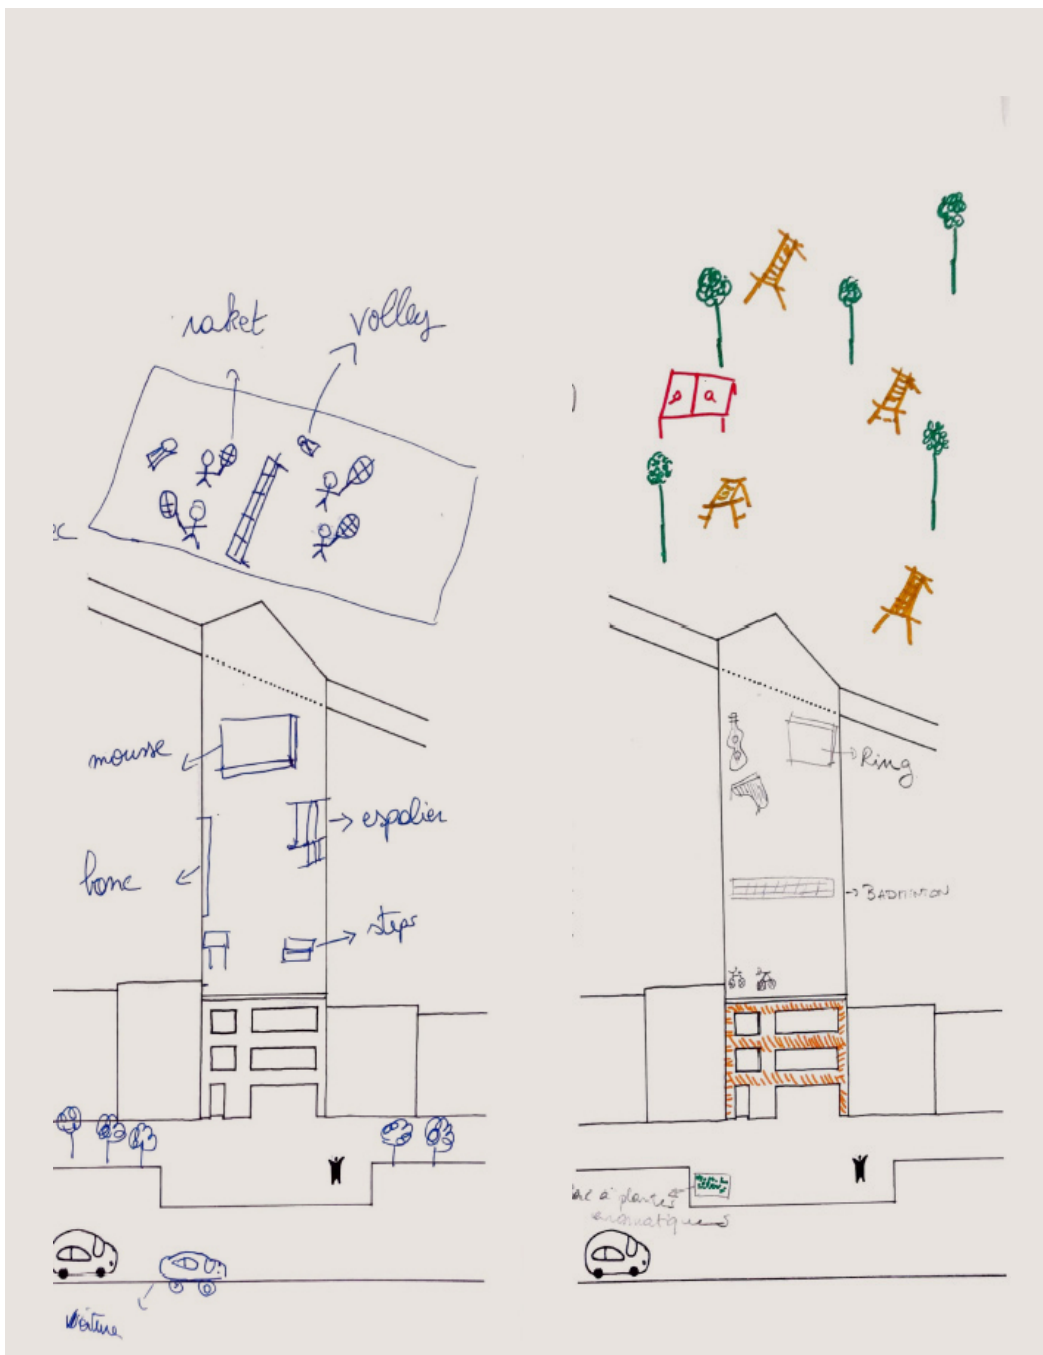 raket
volley
mousse
espalier
banc
steps
Voiture
Ring
BADMINTON
à plantes
aromatiques